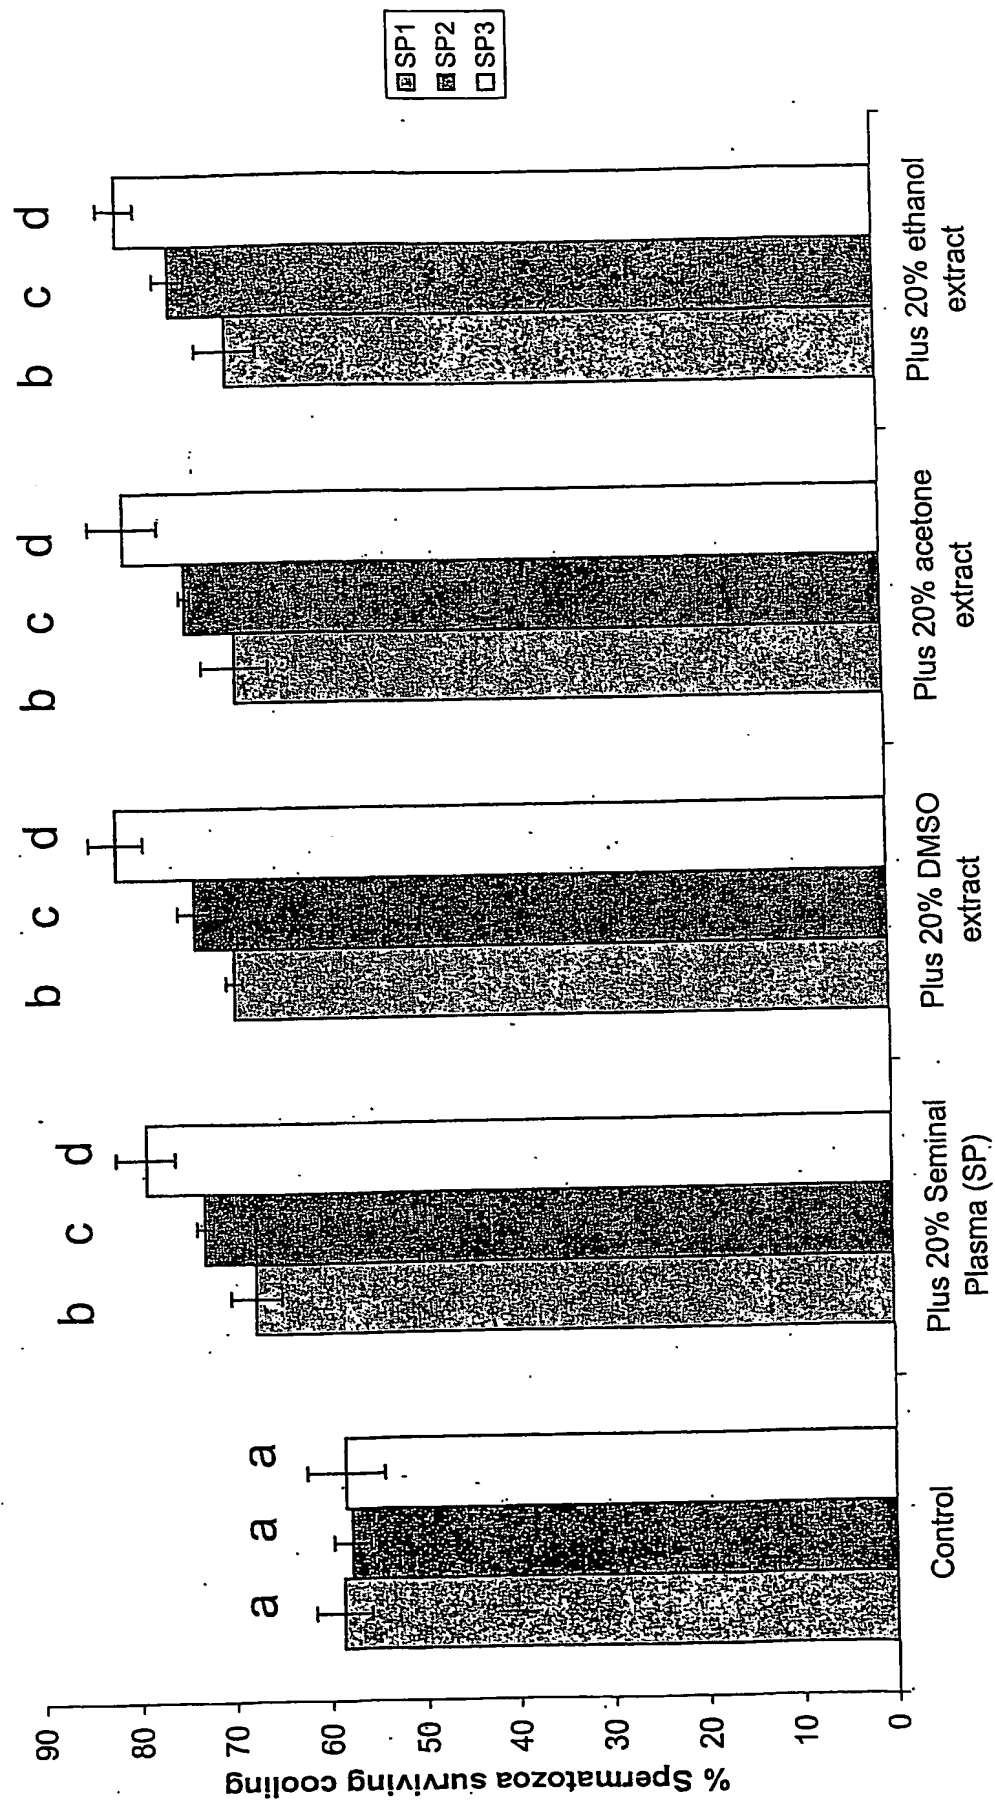 % Spermatozoa surviving cooling
90
80
70
60
50
40
30
20
10
0
a a a
b c d
b c d
b c d
b c d
Control
Plus 20% Seminal
Plasma (SP)
Plus 20% DMSO
extract
Plus 20% acetone
extract
Plus 20% ethanol
extract
SP1
SP2
SP3